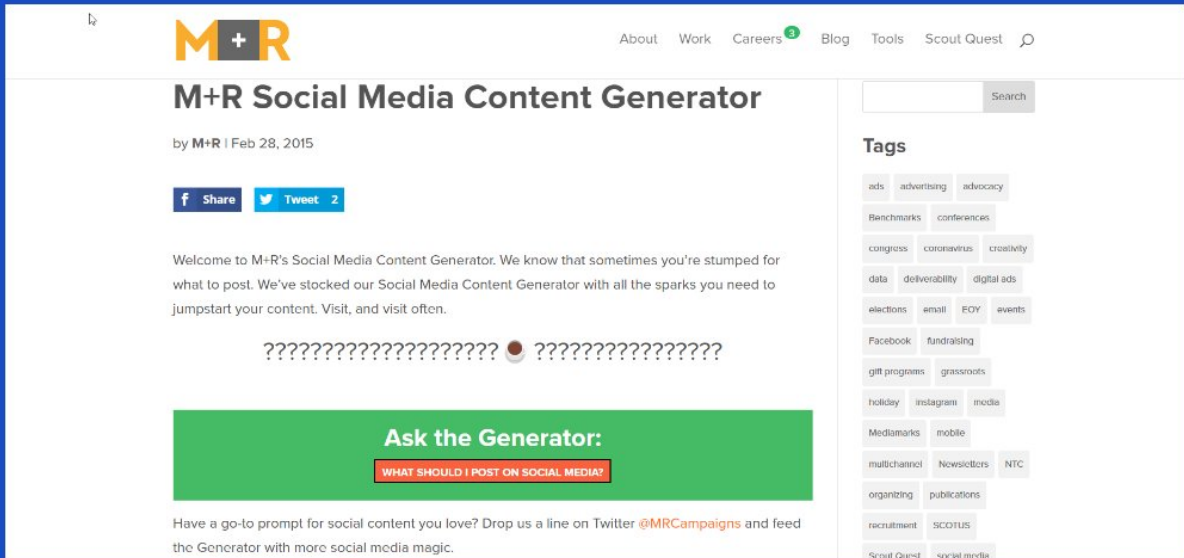 M+R
About Work Careers 3 Blog Tools Scout Quest
M+R Social Media Content Generator
by M+R | Feb 28, 2015
Share Tweet 2
Welcome to M+R's Social Media Content Generator. We know that sometimes you're stumped for
what to post. We've stocked our Social Media Content Generator with all the sparks you need to
jumpstart your content. Visit, and visit often.
???????????????????? ☕ ????????????????
Ask the Generator:
WHAT SHOULD I POST ON SOCIAL MEDIA?
Have a go-to prompt for social content you love? Drop us a line on Twitter @MRCampaigns and feed
the Generator with more social media magic.
Search
Tags
ads advertising advocacy
Benchmarks conferences
congress coronavirus creativity
data deliverability digital ads
elections email EOY events
Facebook fundraising
gift programs grassroots
holiday instagram media
Mediamarks mobile
multichannel Newsletters NTC
organizing publications
recruitment SCOTUS
Scout Quest social media